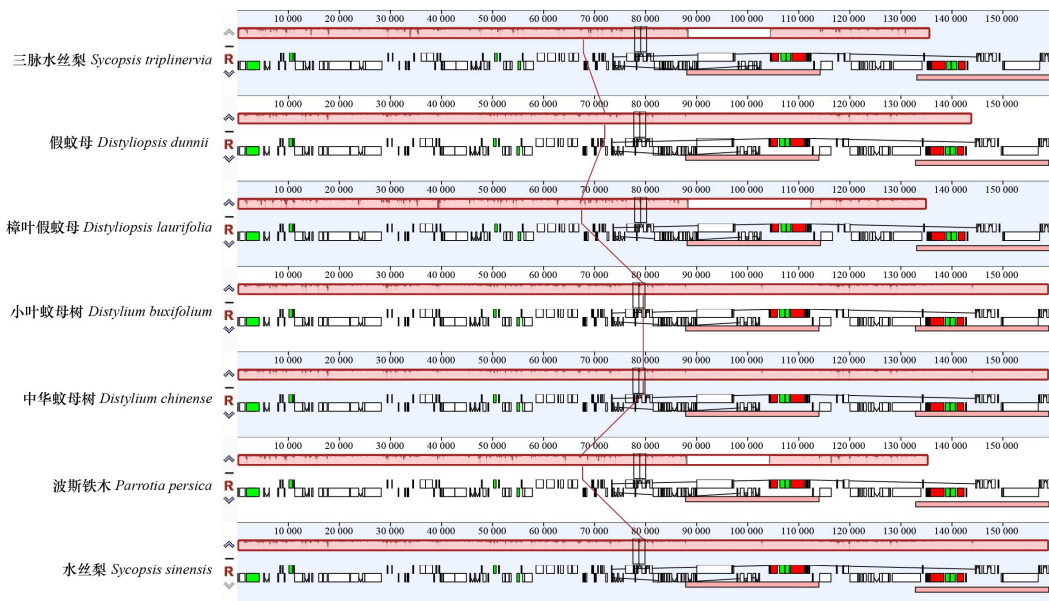 10 000 20 000 30 000 40 000 50 000 60 000 70 000 80 000 90 000 100 000 110 000 120 000 130 000 140 000 150 000
三脉水丝梨 Sycopsis triplinervia
R
10 000 20 000 30 000 40 000 50 000 60 000 70 000 80 000 90 000 100 000 110 000 120 000 130 000 140 000 150 000
假蚊母 Distyliopsis dunnii
R
10 000 20 000 30 000 40 000 50 000 60 000 70 000 80 000 90 000 100 000 110 000 120 000 130 000 140 000 150 000
樟叶假蚊母 Distyliopsis laurifolia
R
10 000 20 000 30 000 40 000 50 000 60 000 70 000 80 000 90 000 100 000 110 000 120 000 130 000 140 000 150 000
小叶蚊母树 Distylium buxifolium
R
10 000 20 000 30 000 40 000 50 000 60 000 70 000 80 000 90 000 100 000 110 000 120 000 130 000 140 000 150 000
中华蚊母树 Distylium chinense
R
10 000 20 000 30 000 40 000 50 000 60 000 70 000 80 000 90 000 100 000 110 000 120 000 130 000 140 000 150 000
波斯铁木 Parrotia persica
R
10 000 20 000 30 000 40 000 50 000 60 000 70 000 80 000 90 000 100 000 110 000 120 000 130 000 140 000 150 000
水丝梨 Sycopsis sinensis
R